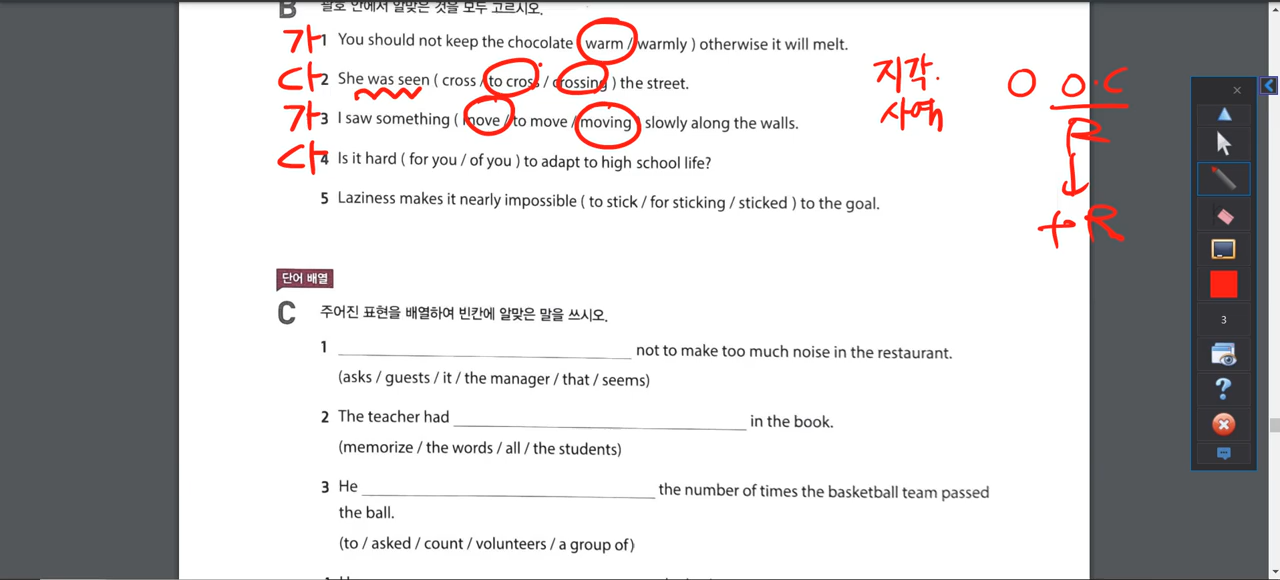 B 괄호 안에서 알맞은 것을 모두 고르시오.
가 1 You should not keep the chocolate ( warm / warmly ) otherwise it will melt.
다 2 She was seen ( cross / to cross / crossing ) the street.
가 3 I saw something ( move / to move / moving ) slowly along the walls.
다 4 Is it hard ( for you / of you ) to adapt to high school life?
5 Laziness makes it nearly impossible ( to stick / for sticking / sticked ) to the goal.
지각.
사역
O O.C
R
+R
단어 배열
C 주어진 표현을 배열하여 빈칸에 알맞은 말을 쓰시오.
1 ______ not to make too much noise in the restaurant.
(asks / guests / it / the manager / that / seems)
2 The teacher had ______ in the book.
(memorize / the words / all / the students)
3 He ______ the number of times the basketball team passed
the ball.
(to / asked / count / volunteers / a group of)
3